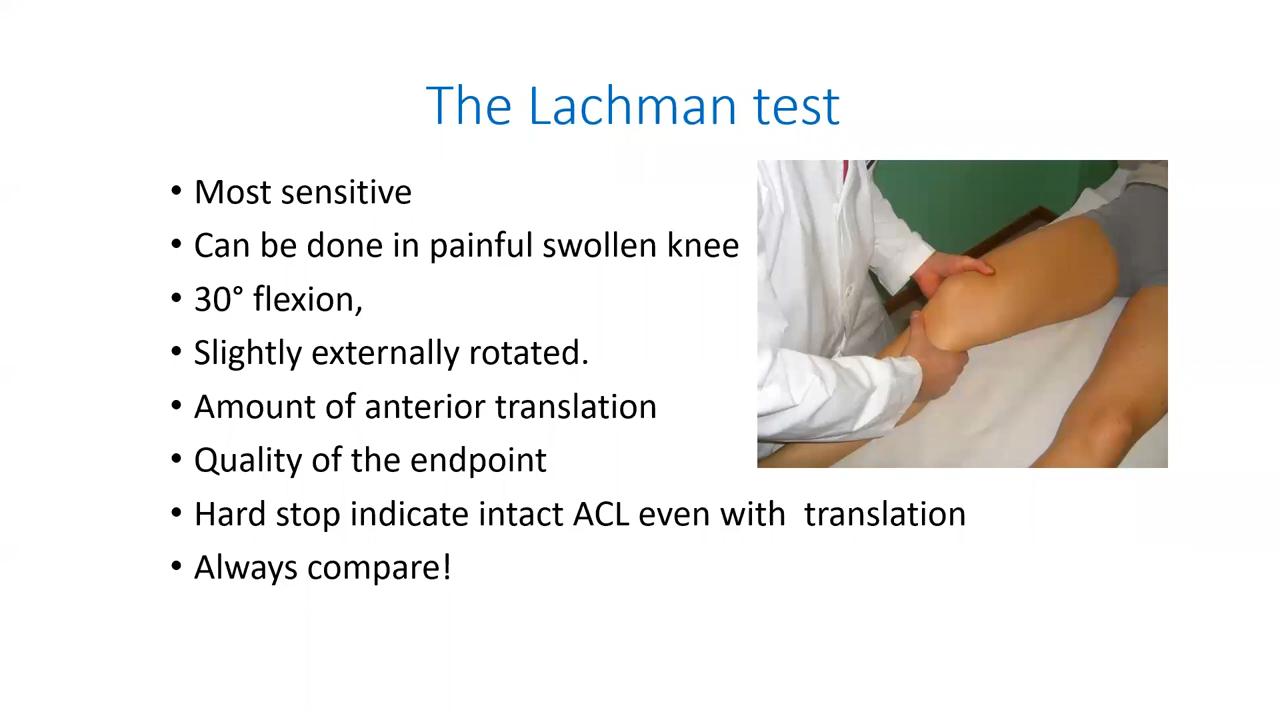 The Lachman test
• Most sensitive
• Can be done in painful swollen knee
• 30° flexion,
• Slightly externally rotated.
• Amount of anterior translation
• Quality of the endpoint
• Hard stop indicate intact ACL even with  translation
• Always compare!